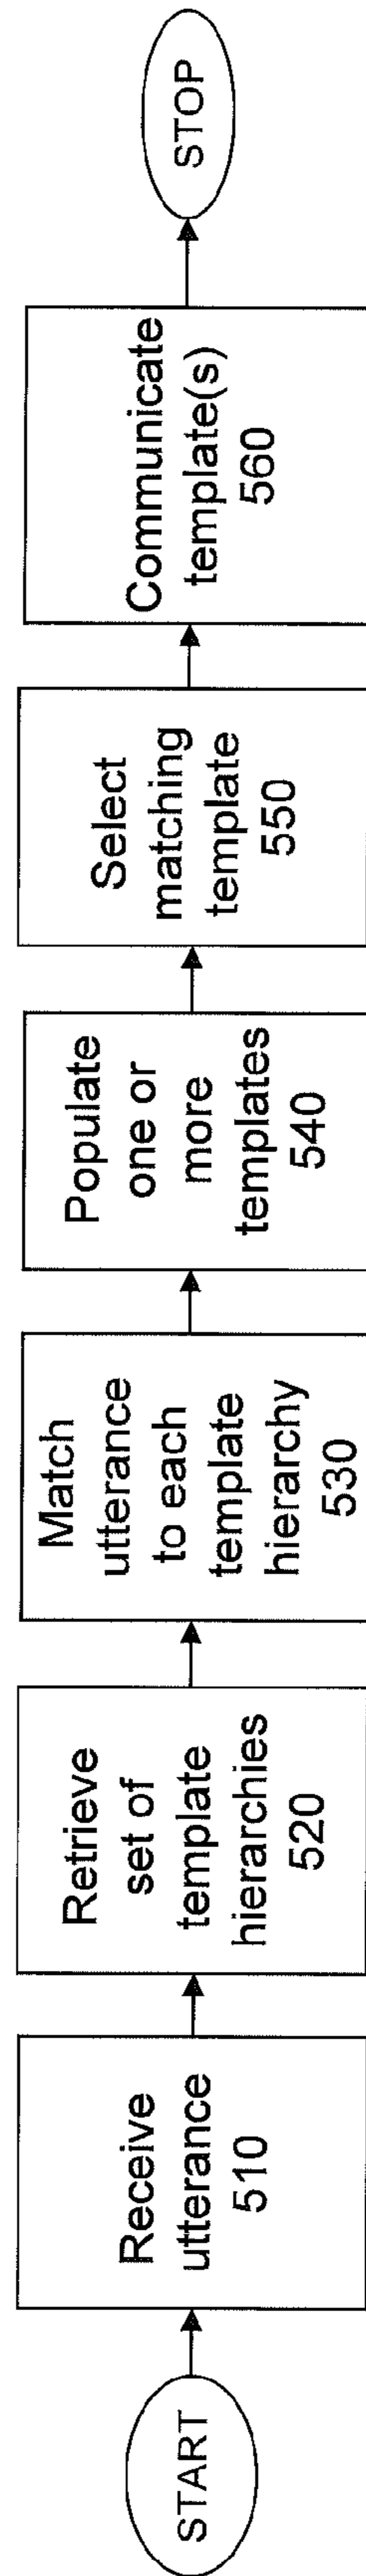 START
Receive
utterance
510
Retrieve
set of
template
hierarchies
520
Match
utterance
to each
template
hierarchy
530
Populate
one or
more
templates
540
Select
matching
template
550
Communicate
template(s)
560
STOP